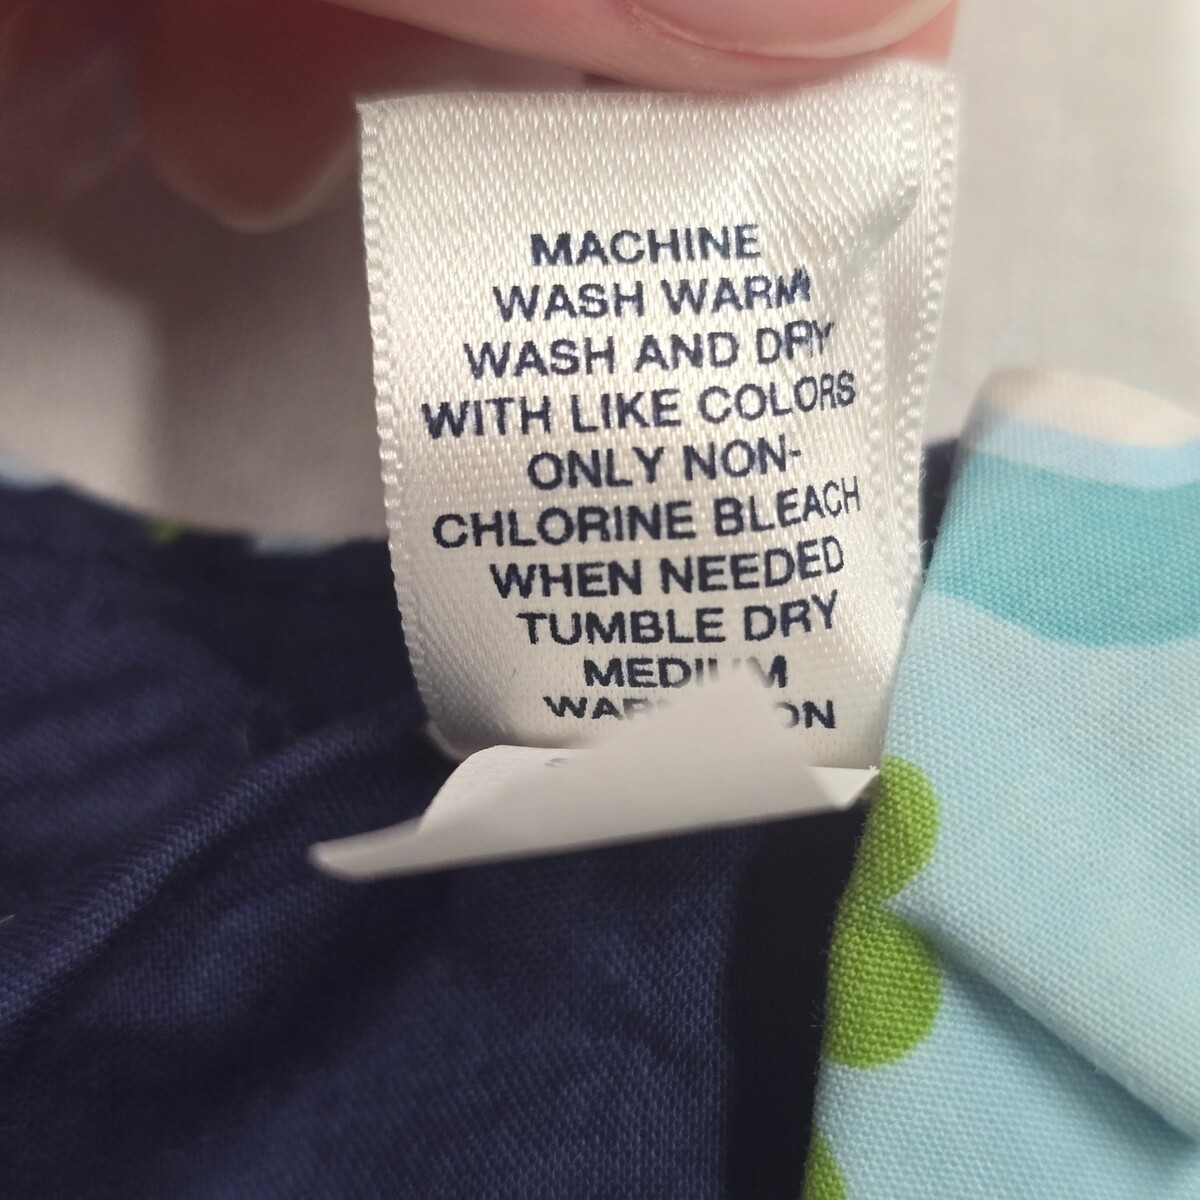 MACHINE
WASH WARM
WASH AND DRY
WITH LIKE COLORS
ONLY NON-
CHLORINE BLEACH
WHEN NEEDED
TUMBLE DRY
MEDIUM